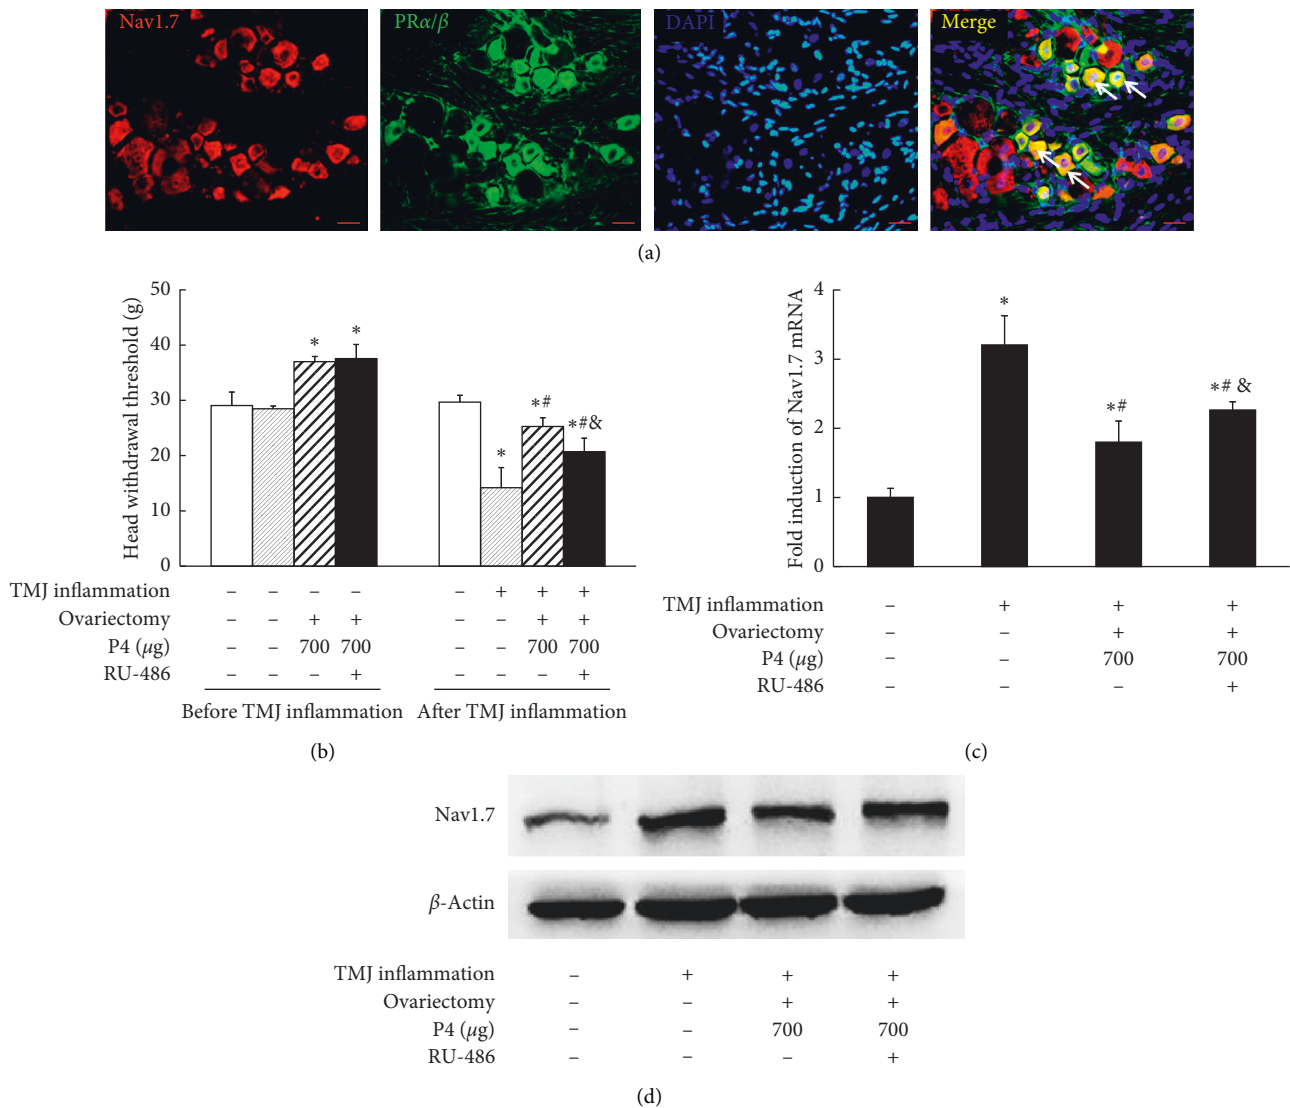 Nav1.7 PRα/β DAPI Merge
(a)
Head withdrawal threshold (g)
50
40
30
20
10
0
* *
* *# *#&
TMJ inflammation – – – – – + + +
Ovariectomy – – + + – – + +
P4 (μg) – – 700 700 – – 700 700
RU-486 – – – + – – – +
Before TMJ inflammation After TMJ inflammation
(b)
Fold induction of Nav1.7 mRNA
4
3
2
1
0
* *# *# &
TMJ inflammation – + + +
Ovariectomy – – + +
P4 (μg) – – 700 700
RU-486 – – – +
(c)
Nav1.7
β-Actin
TMJ inflammation – + + +
Ovariectomy – – + +
P4 (μg) – – 700 700
RU-486 – – – +
(d)